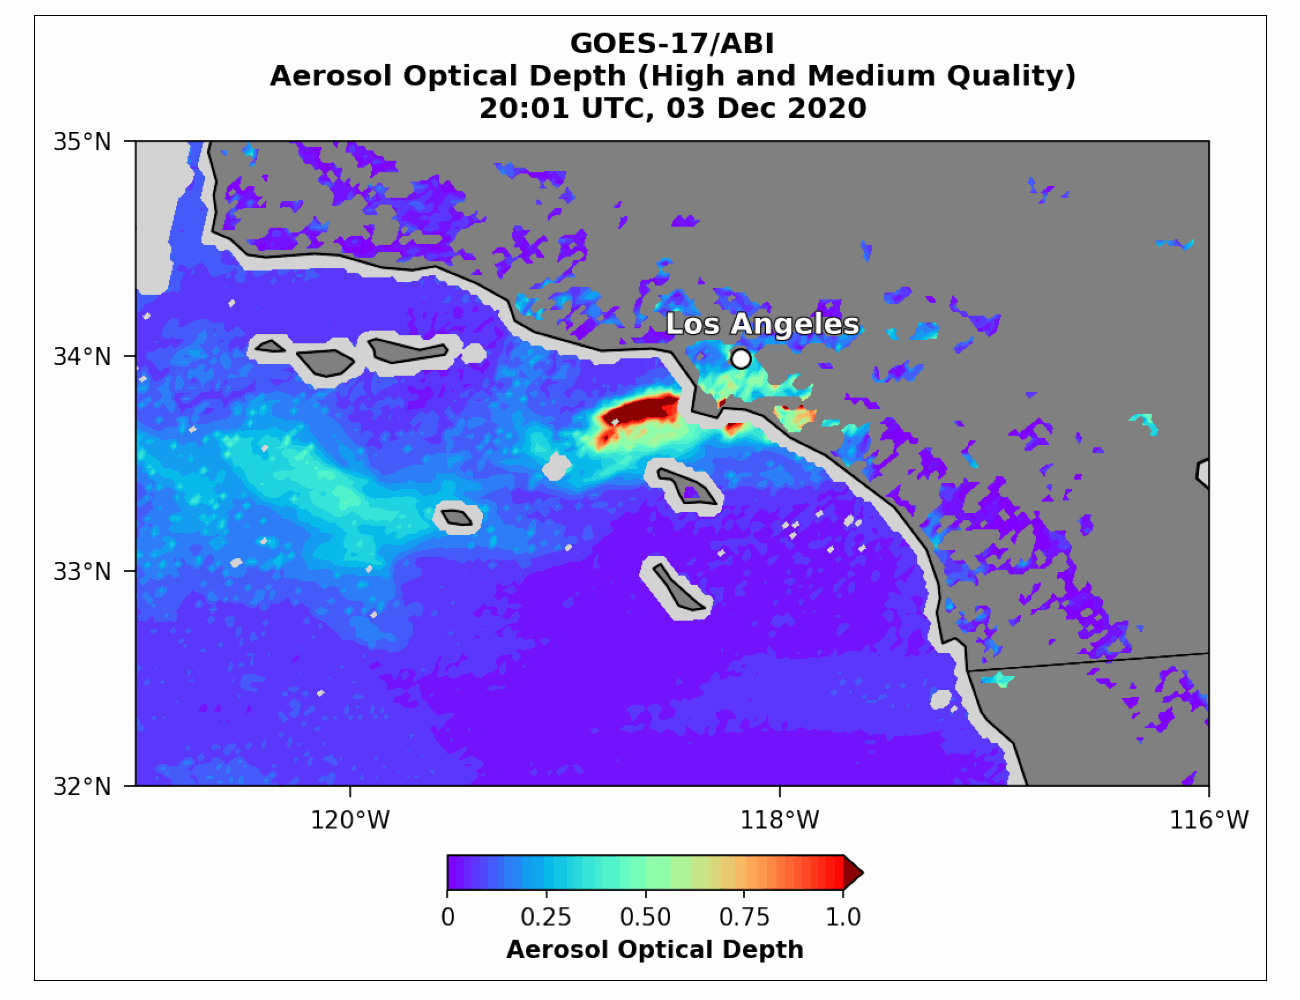 GOES-17/ABI
Aerosol Optical Depth (High and Medium Quality)
20:01 UTC, 03 Dec 2020
35°N
Los Angeles
34°N
33°N
32°N
120°W 118°W 116°W
0 0.25 0.50 0.75 1.0
Aerosol Optical Depth